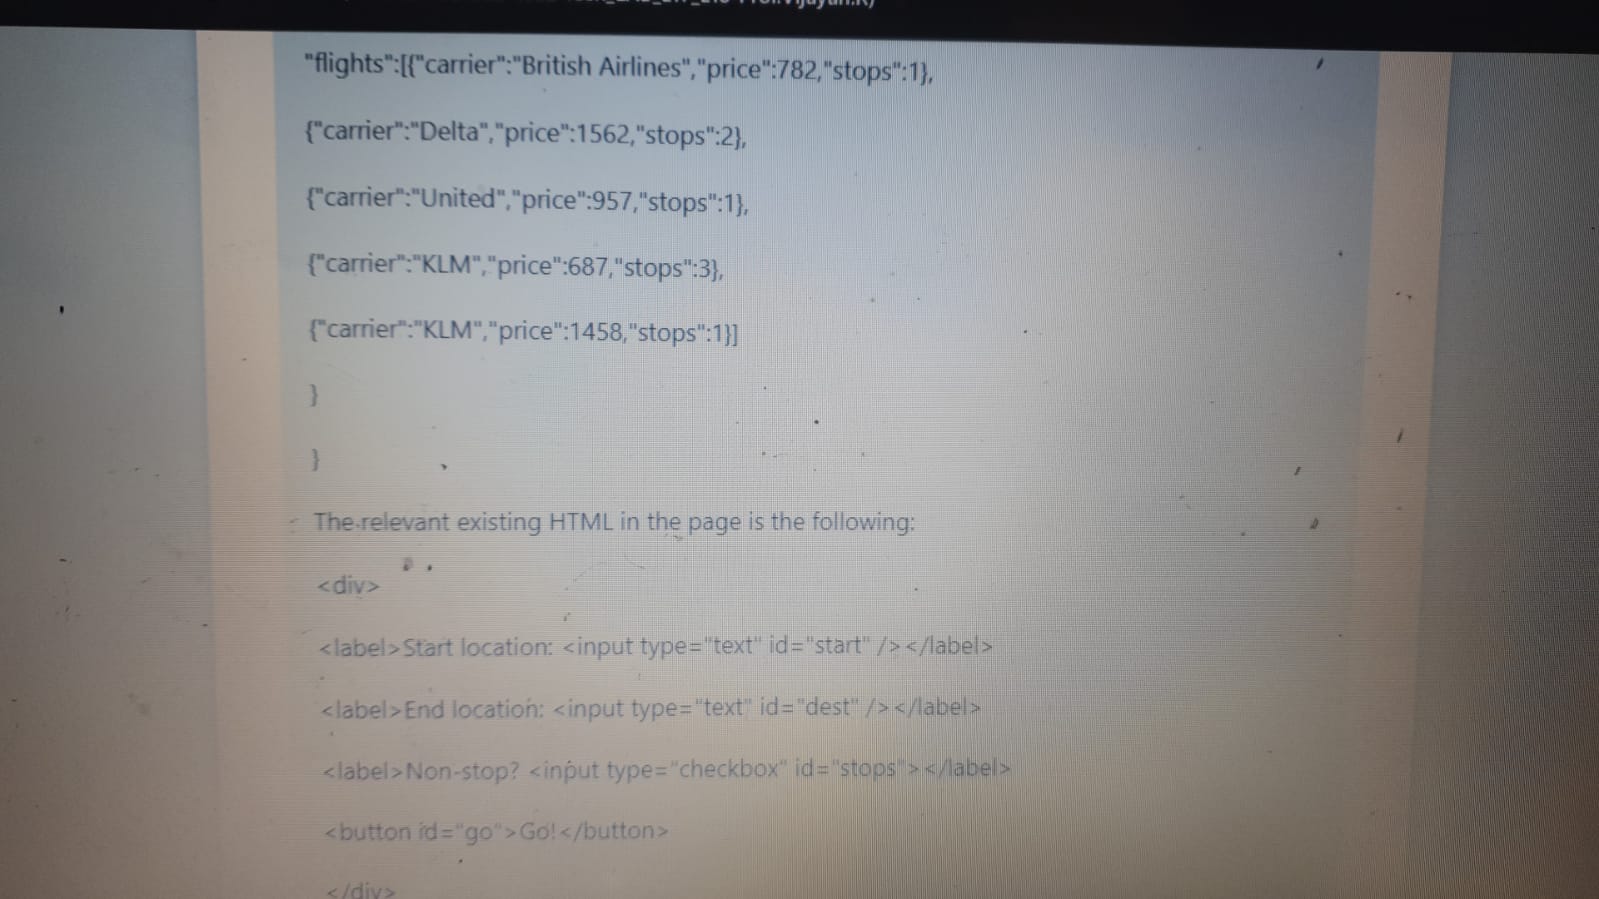 "flights":[{"carrier":"British Airlines","price":782,"stops":1},
{"carrier":"Delta","price":1562,"stops":2},
{"carrier":"United","price":957,"stops":1},
{"carrier":"KLM","price":687,"stops":3},
{"carrier":"KLM","price":1458,"stops":1}]
}
}
The relevant existing HTML in the page is the following:
<div>
<label>Start location: <input type="text" id="start" /></label>
<label>End location: <input type="text" id="dest" /></label>
<label>Non-stop? <input type="checkbox" id="stops"></label>
<button id="go">Go!</button>
</div>